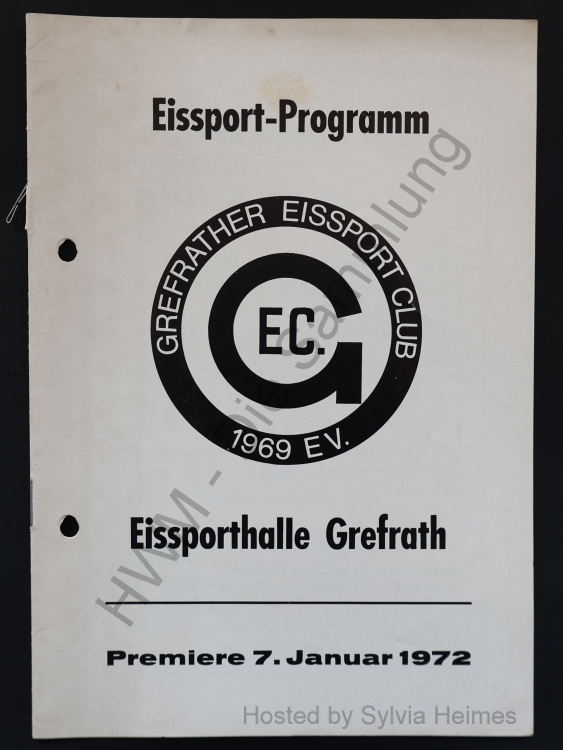 Eissport-Programm
GREFRATHER EISSPORT CLUB
G
EC.
1969 E.V.
Eissporthalle Grefrath
Premiere 7. Januar 1972
HWM - Die Sammlung
Hosted by Sylvia Heimes